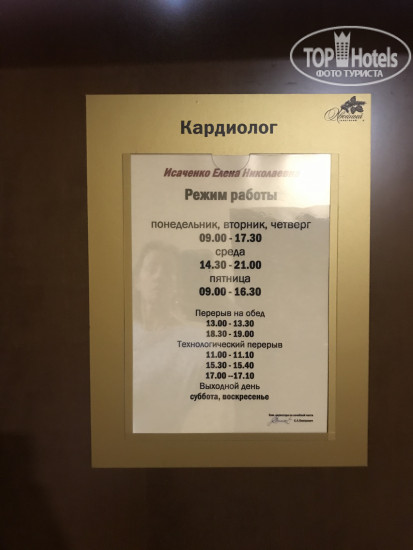 TOP Hotels
ФОТО ТУРИСТА
Кардиолог
Исаченко Елена
Режим работы
понедельник, вторник, четверг
09.00 - 17.30
среда
14.30 - 21.00
пятница
09.00 - 16.30
Перерыв на обед
13.00 - 13.30
18.30 - 19.00
Технологический перерыв
11.00 - 11.10
15.30 - 15.40
17.00 --17.10
Выходной день
суббота, воскресенье